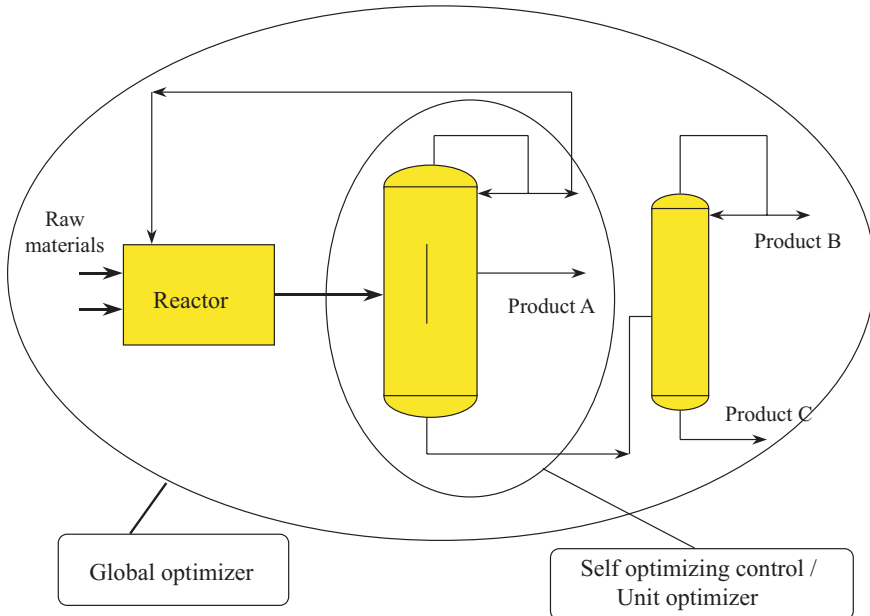 Raw
materials
Reactor
Product A
Product B
Product C
Global optimizer
Self optimizing control /
Unit optimizer